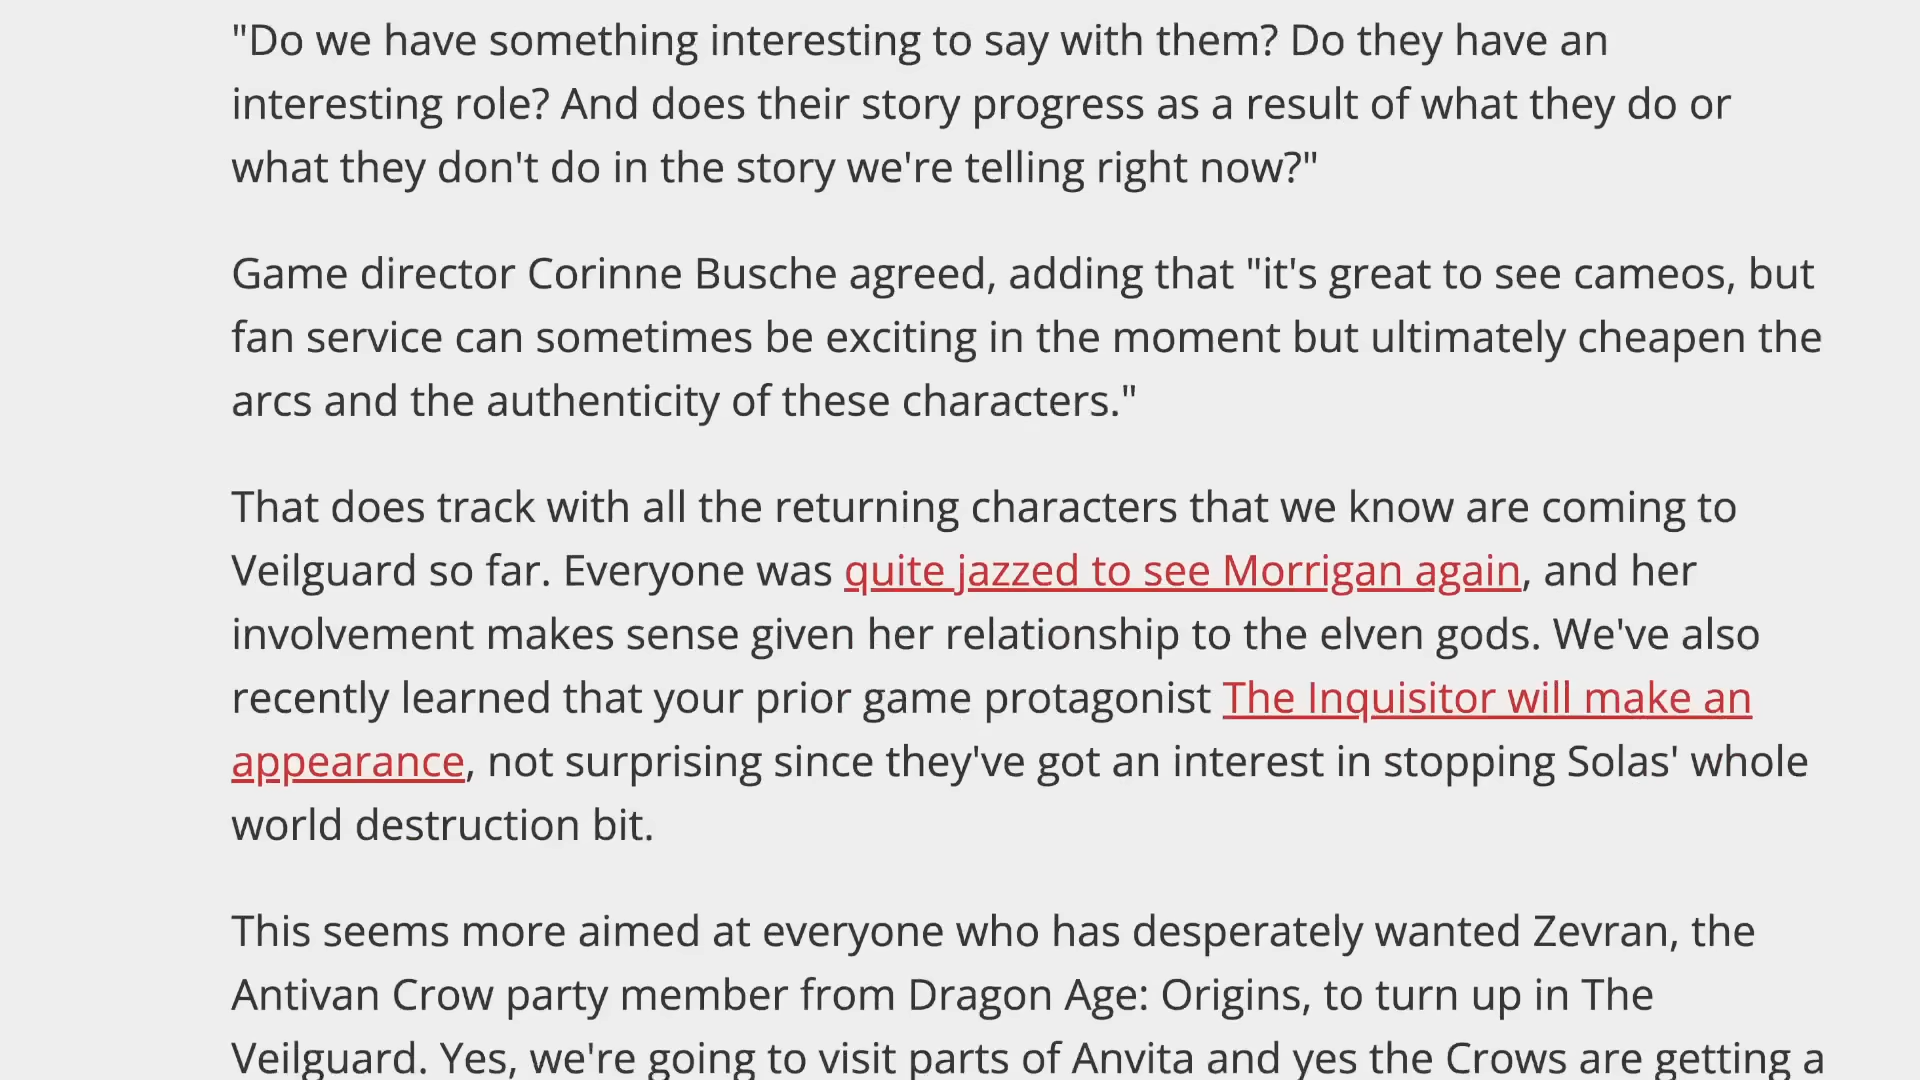 "Do we have something interesting to say with them? Do they have an
interesting role? And does their story progress as a result of what they do or
what they don't do in the story we're telling right now?"
Game director Corinne Busche agreed, adding that "it's great to see cameos, but
fan service can sometimes be exciting in the moment but ultimately cheapen the
arcs and the authenticity of these characters."
That does track with all the returning characters that we know are coming to
Veilguard so far. Everyone was quite jazzed to see Morrigan again, and her
involvement makes sense given her relationship to the elven gods. We've also
recently learned that your prior game protagonist The Inquisitor will make an
appearance, not surprising since they've got an interest in stopping Solas' whole
world destruction bit.
This seems more aimed at everyone who has desperately wanted Zevran, the
Antivan Crow party member from Dragon Age: Origins, to turn up in The
Veilguard. Yes, we're going to visit parts of Anvita and yes the Crows are getting a